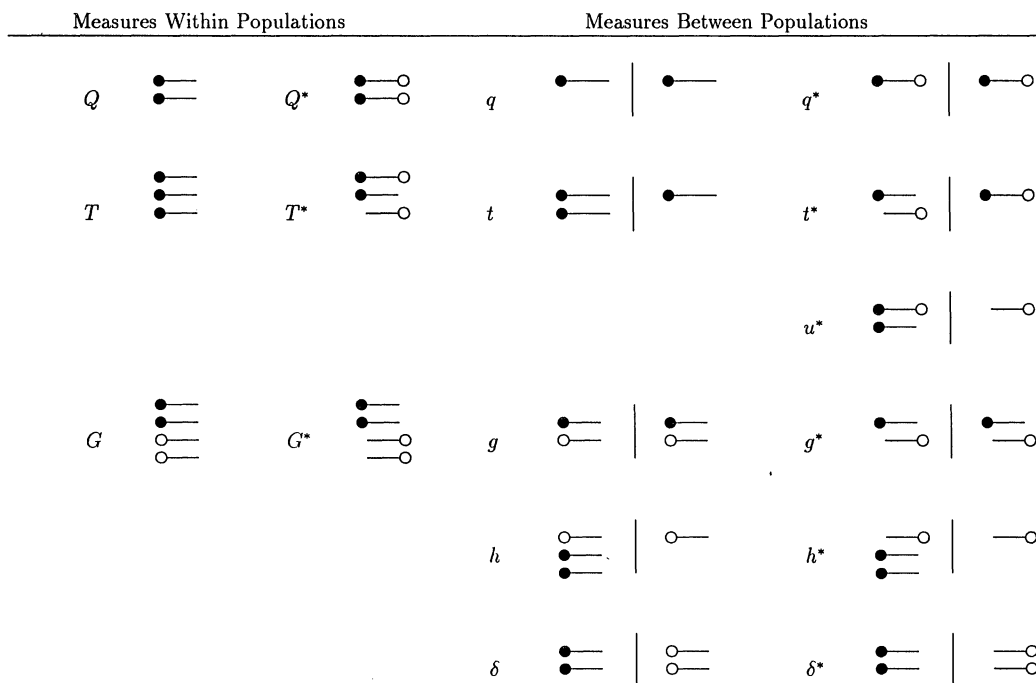 Measures Within Populations Measures Between Populations
Q Q* q q*
T T* t t*
u*
G G* g g*
h h*
δ δ*